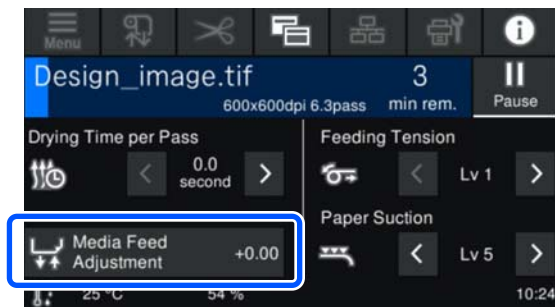 Menu
Design_image.tif
3
600x600dpi 6.3pass
min rem.
Pause
Drying Time per Pass
0.0
second
Feeding Tension
Lv 1
Media Feed
Adjustment
+0.00
Paper Suction
Lv 5
25 °C
54 %
10:24